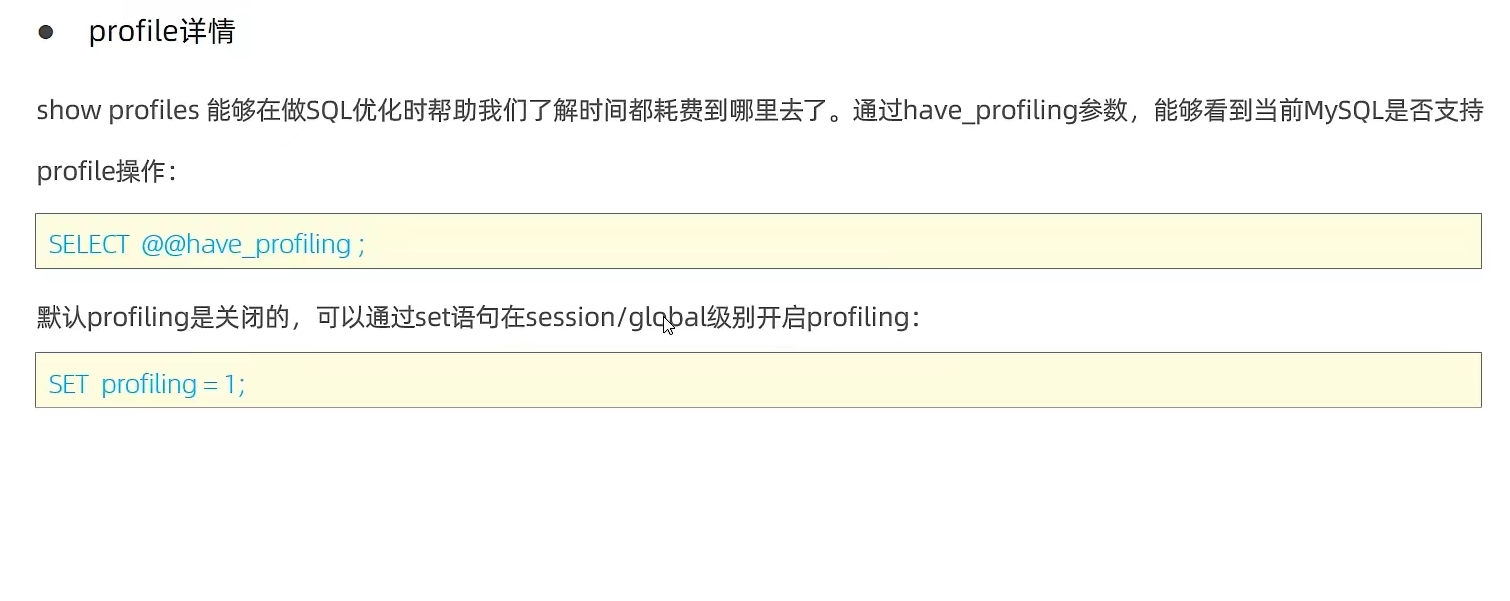 ● profile详情
show profiles 能够在做SQL优化时帮助我们了解时间都耗费到哪里去了。通过have_profiling参数，能够看到当前MySQL是否支持
profile操作：
SELECT @@have_profiling ;
默认profiling是关闭的，可以通过set语句在session/global级别开启profiling：
SET profiling = 1;